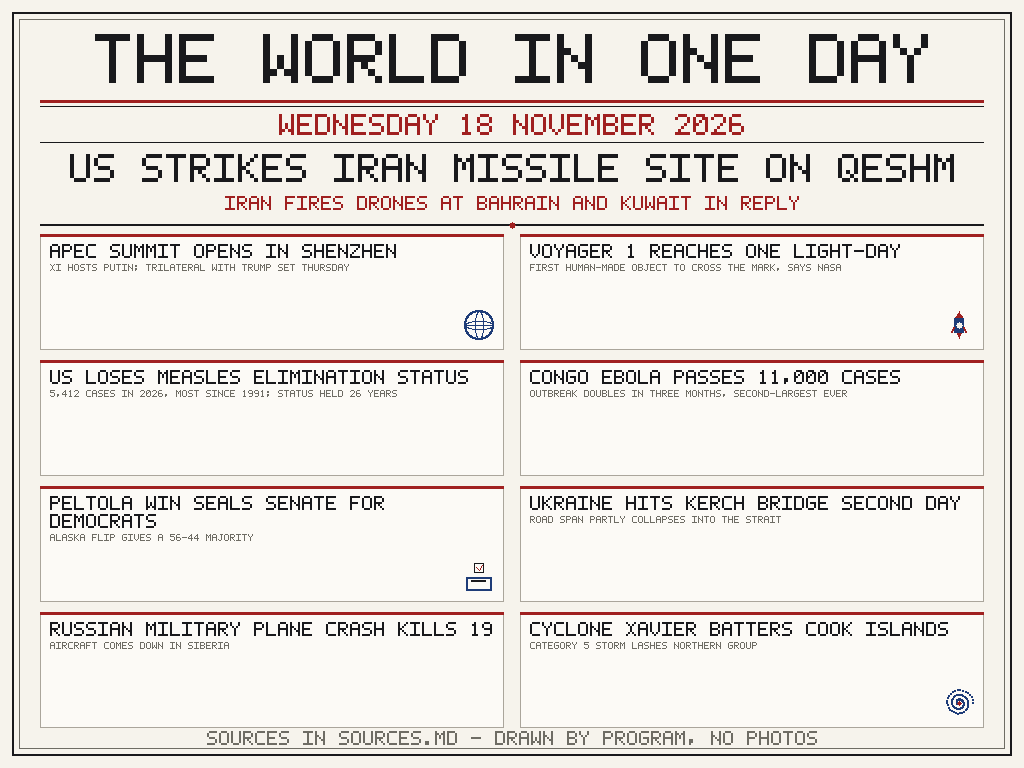 THE WORLD IN ONE DAY
WEDNESDAY 18 NOVEMBER 2026
US STRIKES IRAN MISSILE SITE ON QESHM
IRAN FIRES DRONES AT BAHRAIN AND KUWAIT IN REPLY
APEC SUMMIT OPENS IN SHENZHEN
XI HOSTS PUTIN; TRILATERAL WITH TRUMP SET THURSDAY
VOYAGER 1 REACHES ONE LIGHT-DAY
FIRST HUMAN-MADE OBJECT TO CROSS THE MARK, SAYS NASA
US LOSES MEASLES ELIMINATION STATUS
5,412 CASES IN 2026, MOST SINCE 1991; STATUS HELD 26 YEARS
CONGO EBOLA PASSES 11,000 CASES
OUTBREAK DOUBLES IN THREE MONTHS, SECOND-LARGEST EVER
PELTOLA WIN SEALS SENATE FOR
DEMOCRATS
ALASKA FLIP GIVES A 56-44 MAJORITY
UKRAINE HITS KERCH BRIDGE SECOND DAY
ROAD SPAN PARTLY COLLAPSES INTO THE STRAIT
RUSSIAN MILITARY PLANE CRASH KILLS 19
AIRCRAFT COMES DOWN IN SIBERIA
CYCLONE XAVIER BATTERS COOK ISLANDS
CATEGORY 5 STORM LASHES NORTHERN GROUP
SOURCES IN SOURCES.MD - DRAWN BY PROGRAM, NO PHOTOS